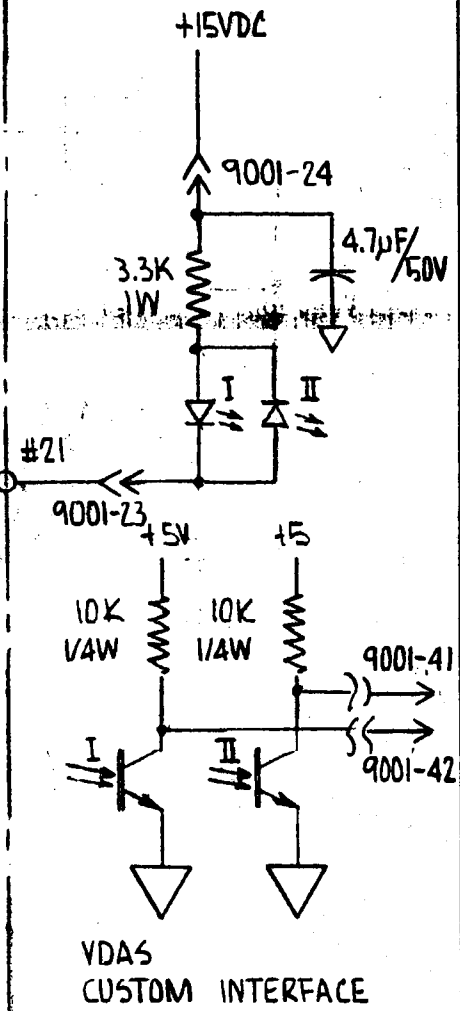 +15VDC
9001-24
4.7µF/50V
3.3K
1W
I
II
#21
9001-23
+5V
+5
10K
1/4W
10K
1/4W
9001-41
9001-42
I
II
VDAS
CUSTOM INTERFACE